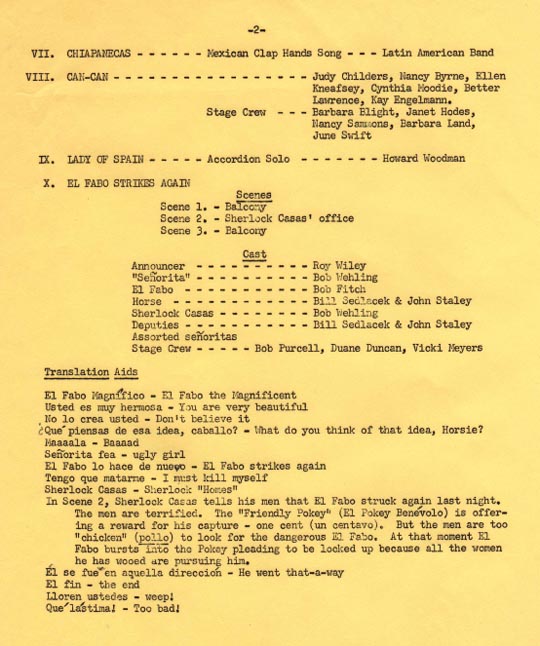 -2-
VII. CHIAPANECAS - - - - - - Mexican Clap Hands Song - - - Latin American Band
VIII. CAN-CAN - - - - - - - - - - - - - - - - - - Judy Childers, Nancy Byrne, Ellen
Kneafsey, Cynthia Moodie, Better
Lawrence, Kay Engelmann.
Stage Crew - - - Barbara Blight, Janet Hodes,
Nancy Sammons, Barbara Land,
June Swift
IX. LADY OF SPAIN - - - - - Accordion Solo - - - - - - - Howard Woodman
X. EL FABO STRIKES AGAIN
Scenes
Scene 1. - Balcony
Scene 2. - Sherlock Casas' office
Scene 3. - Balcony
Cast
Announcer - - - - - - - - - - Roy Wiley
"Señorita" - - - - - - - - - - Bob Wehling
El Fabo - - - - - - - - - - - Bob Fitch
Horse - - - - - - - - - - - - Bill Sedlacek & John Staley
Sherlock Casas - - - - - - - - Bob Wehling
Deputies - - - - - - - - - - - Bill Sedlacek & John Staley
Assorted señoritas
Stage Crew - - - - - Bob Purcell, Duane Duncan, Vicki Meyers
Translation Aids
El Fabo Magnífico - El Fabo the Magnificent
Usted es muy hermosa - You are very beautiful
No lo crea usted - Don't believe it
¿Qué piensas de esa idea, caballo? - What do you think of that idea, Horsie?
Maaaala - Baaaad
Señorita fea - ugly girl
El Fabo lo hace de nuevo - El Fabo strikes again
Tengo que matarme - I must kill myself
Sherlock Casas - Sherlock "Homes"
In Scene 2, Sherlock Casas tells his men that El Fabo struck again last night.
The men are terrified. The "Friendly Pokey" (El Pokey Benévolo) is offer-
ing a reward for his capture - one cent (un centavo). But the men are too
"chicken" (pollo) to look for the dangerous El Fabo. At that moment El
Fabo bursts into the Pokey pleading to be locked up because all the women
he has wooed are pursuing him.
Él se fué en aquella direccion - He went that-a-way
El fin - the end
Lloren ustedes - weep!
Qué lástima! - Too bad!